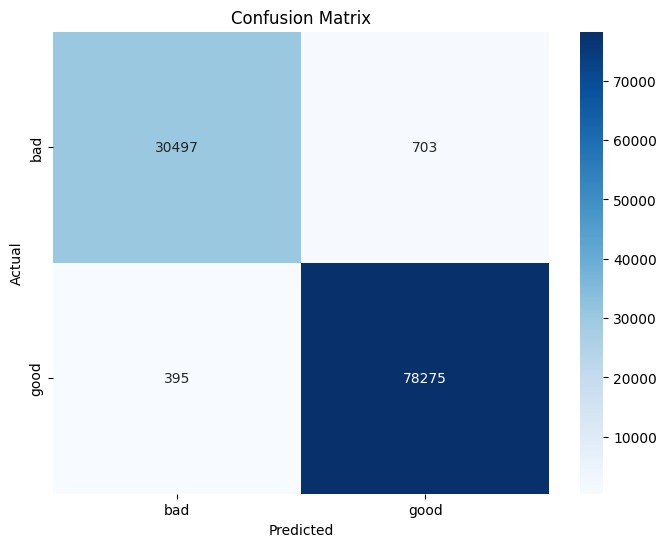 Confusion Matrix
70000
60000
50000
40000
30000
20000
10000
Actual
bad
good
30497
703
395
78275
bad
good
Predicted